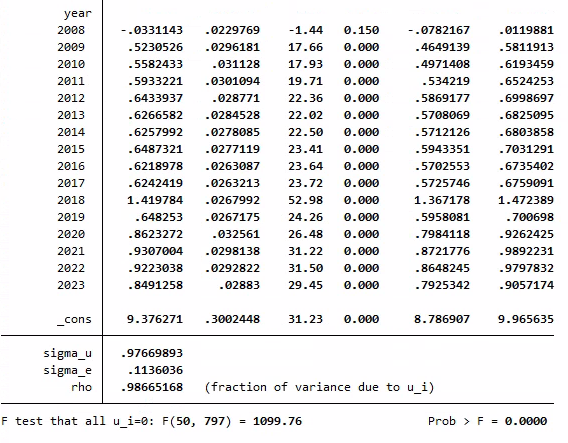 year
2008 -.0331143 .0229769 -1.44 0.150 -.0782167 .0119881
2009 .5230526 .0296181 17.66 0.000 .4649139 .5811913
2010 .5582433 .031128 17.93 0.000 .4971408 .6193459
2011 .5933221 .0301094 19.71 0.000 .534219 .6524253
2012 .6433937 .028771 22.36 0.000 .5869177 .6998697
2013 .6266582 .0284528 22.02 0.000 .5708069 .6825095
2014 .6257992 .0278085 22.50 0.000 .5712126 .6803858
2015 .6487321 .0277119 23.41 0.000 .5943351 .7031291
2016 .6218978 .0263087 23.64 0.000 .5702553 .6735402
2017 .6242419 .0263213 23.72 0.000 .5725746 .6759091
2018 1.419784 .0267992 52.98 0.000 1.367178 1.472389
2019 .648253 .0267175 24.26 0.000 .5958081 .700698
2020 .8623272 .032561 26.48 0.000 .7984118 .9262425
2021 .9307004 .0298138 31.22 0.000 .8721776 .9892231
2022 .9223038 .0292822 31.50 0.000 .8648245 .9797832
2023 .8491258 .02883 29.45 0.000 .7925342 .9057174
_cons 9.376271 .3002448 31.23 0.000 8.786907 9.965635
sigma_u .97669893
sigma_e .1136036
rho .98665168 (fraction of variance due to u_i)
F test that all u_i=0: F(50, 797) = 1099.76 Prob > F = 0.0000